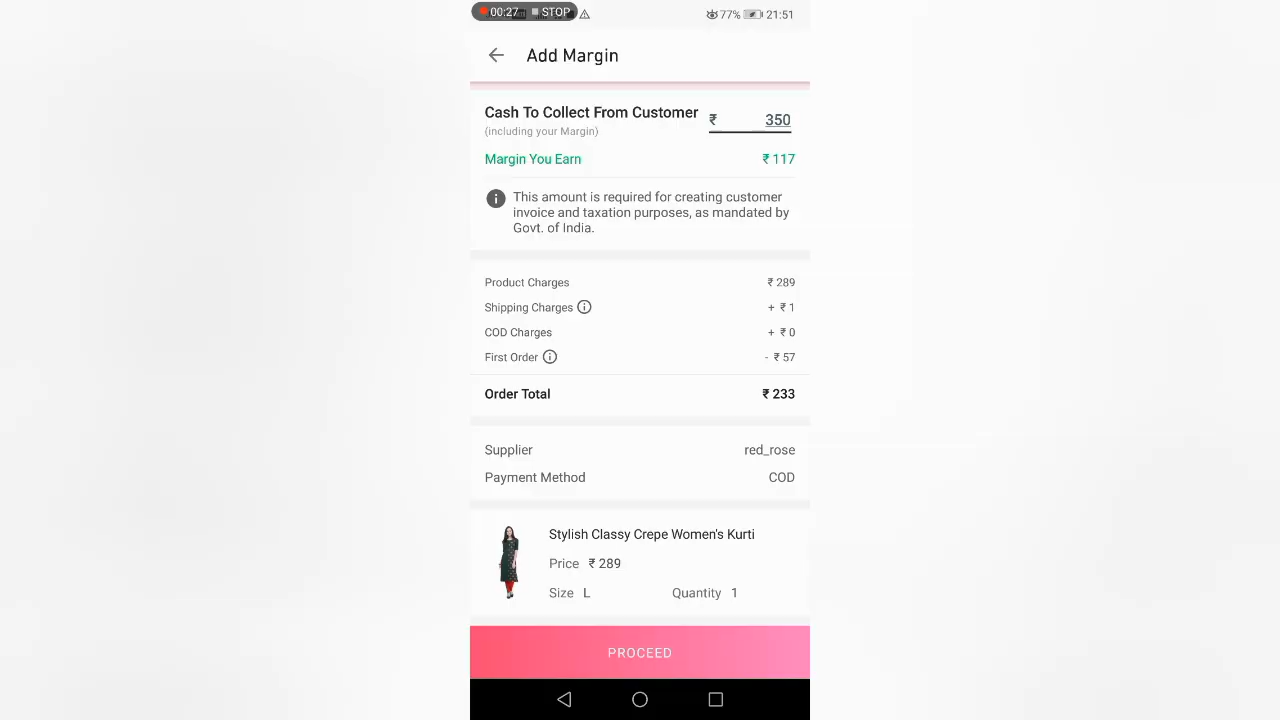 00:27 STOP 77% 21:51
Add Margin
Cash To Collect From Customer ₹ 350
(including your Margin)
Margin You Earn ₹ 117
This amount is required for creating customer
invoice and taxation purposes, as mandated by
Govt. of India.
Product Charges ₹ 289
Shipping Charges + ₹ 1
COD Charges + ₹ 0
First Order - ₹ 57
Order Total ₹ 233
Supplier red_rose
Payment Method COD
Stylish Classy Crepe Women's Kurti
Price ₹ 289
Size L Quantity 1
PROCEED